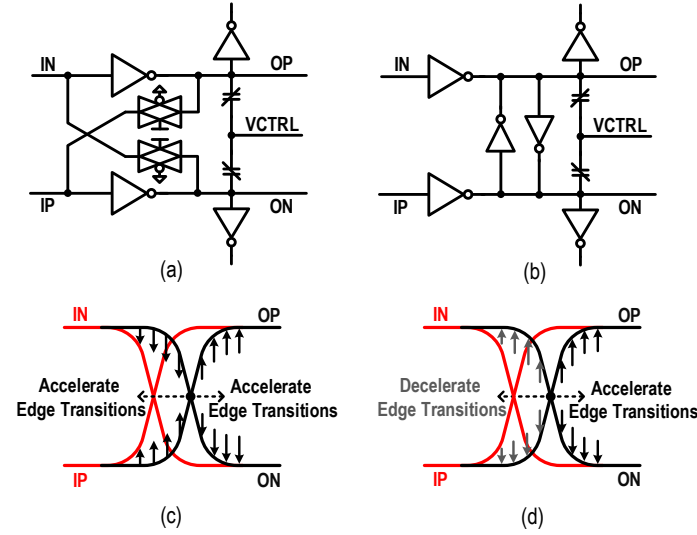 IN
OP
VCTRL
IP
ON
(a)
IN
OP
VCTRL
IP
ON
(b)
IN
OP
Accelerate
Edge Transitions
Accelerate
Edge Transitions
IP
ON
(c)
IN
OP
Decelerate
Edge Transitions
Accelerate
Edge Transitions
IP
ON
(d)